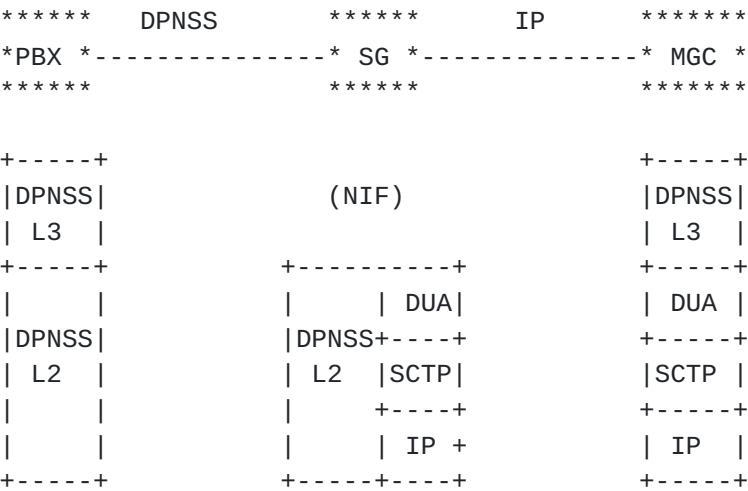 ******   DPNSS       ******      IP      *******
*PBX *---------------* SG *--------------* MGC *
******               ******              *******

+-----+                                  +-----+
|DPNSS|              (NIF)               |DPNSS|
| L3  |                                  | L3  |
+-----+           +----------+           +-----+
|     |           |     | DUA|           | DUA |
|DPNSS|           |DPNSS+----+           +-----+
| L2  |           | L2  |SCTP|           |SCTP |
|     |           |     +----+           +-----+
|     |           |     | IP +           | IP  |
+-----+           +-----+----+           +-----+